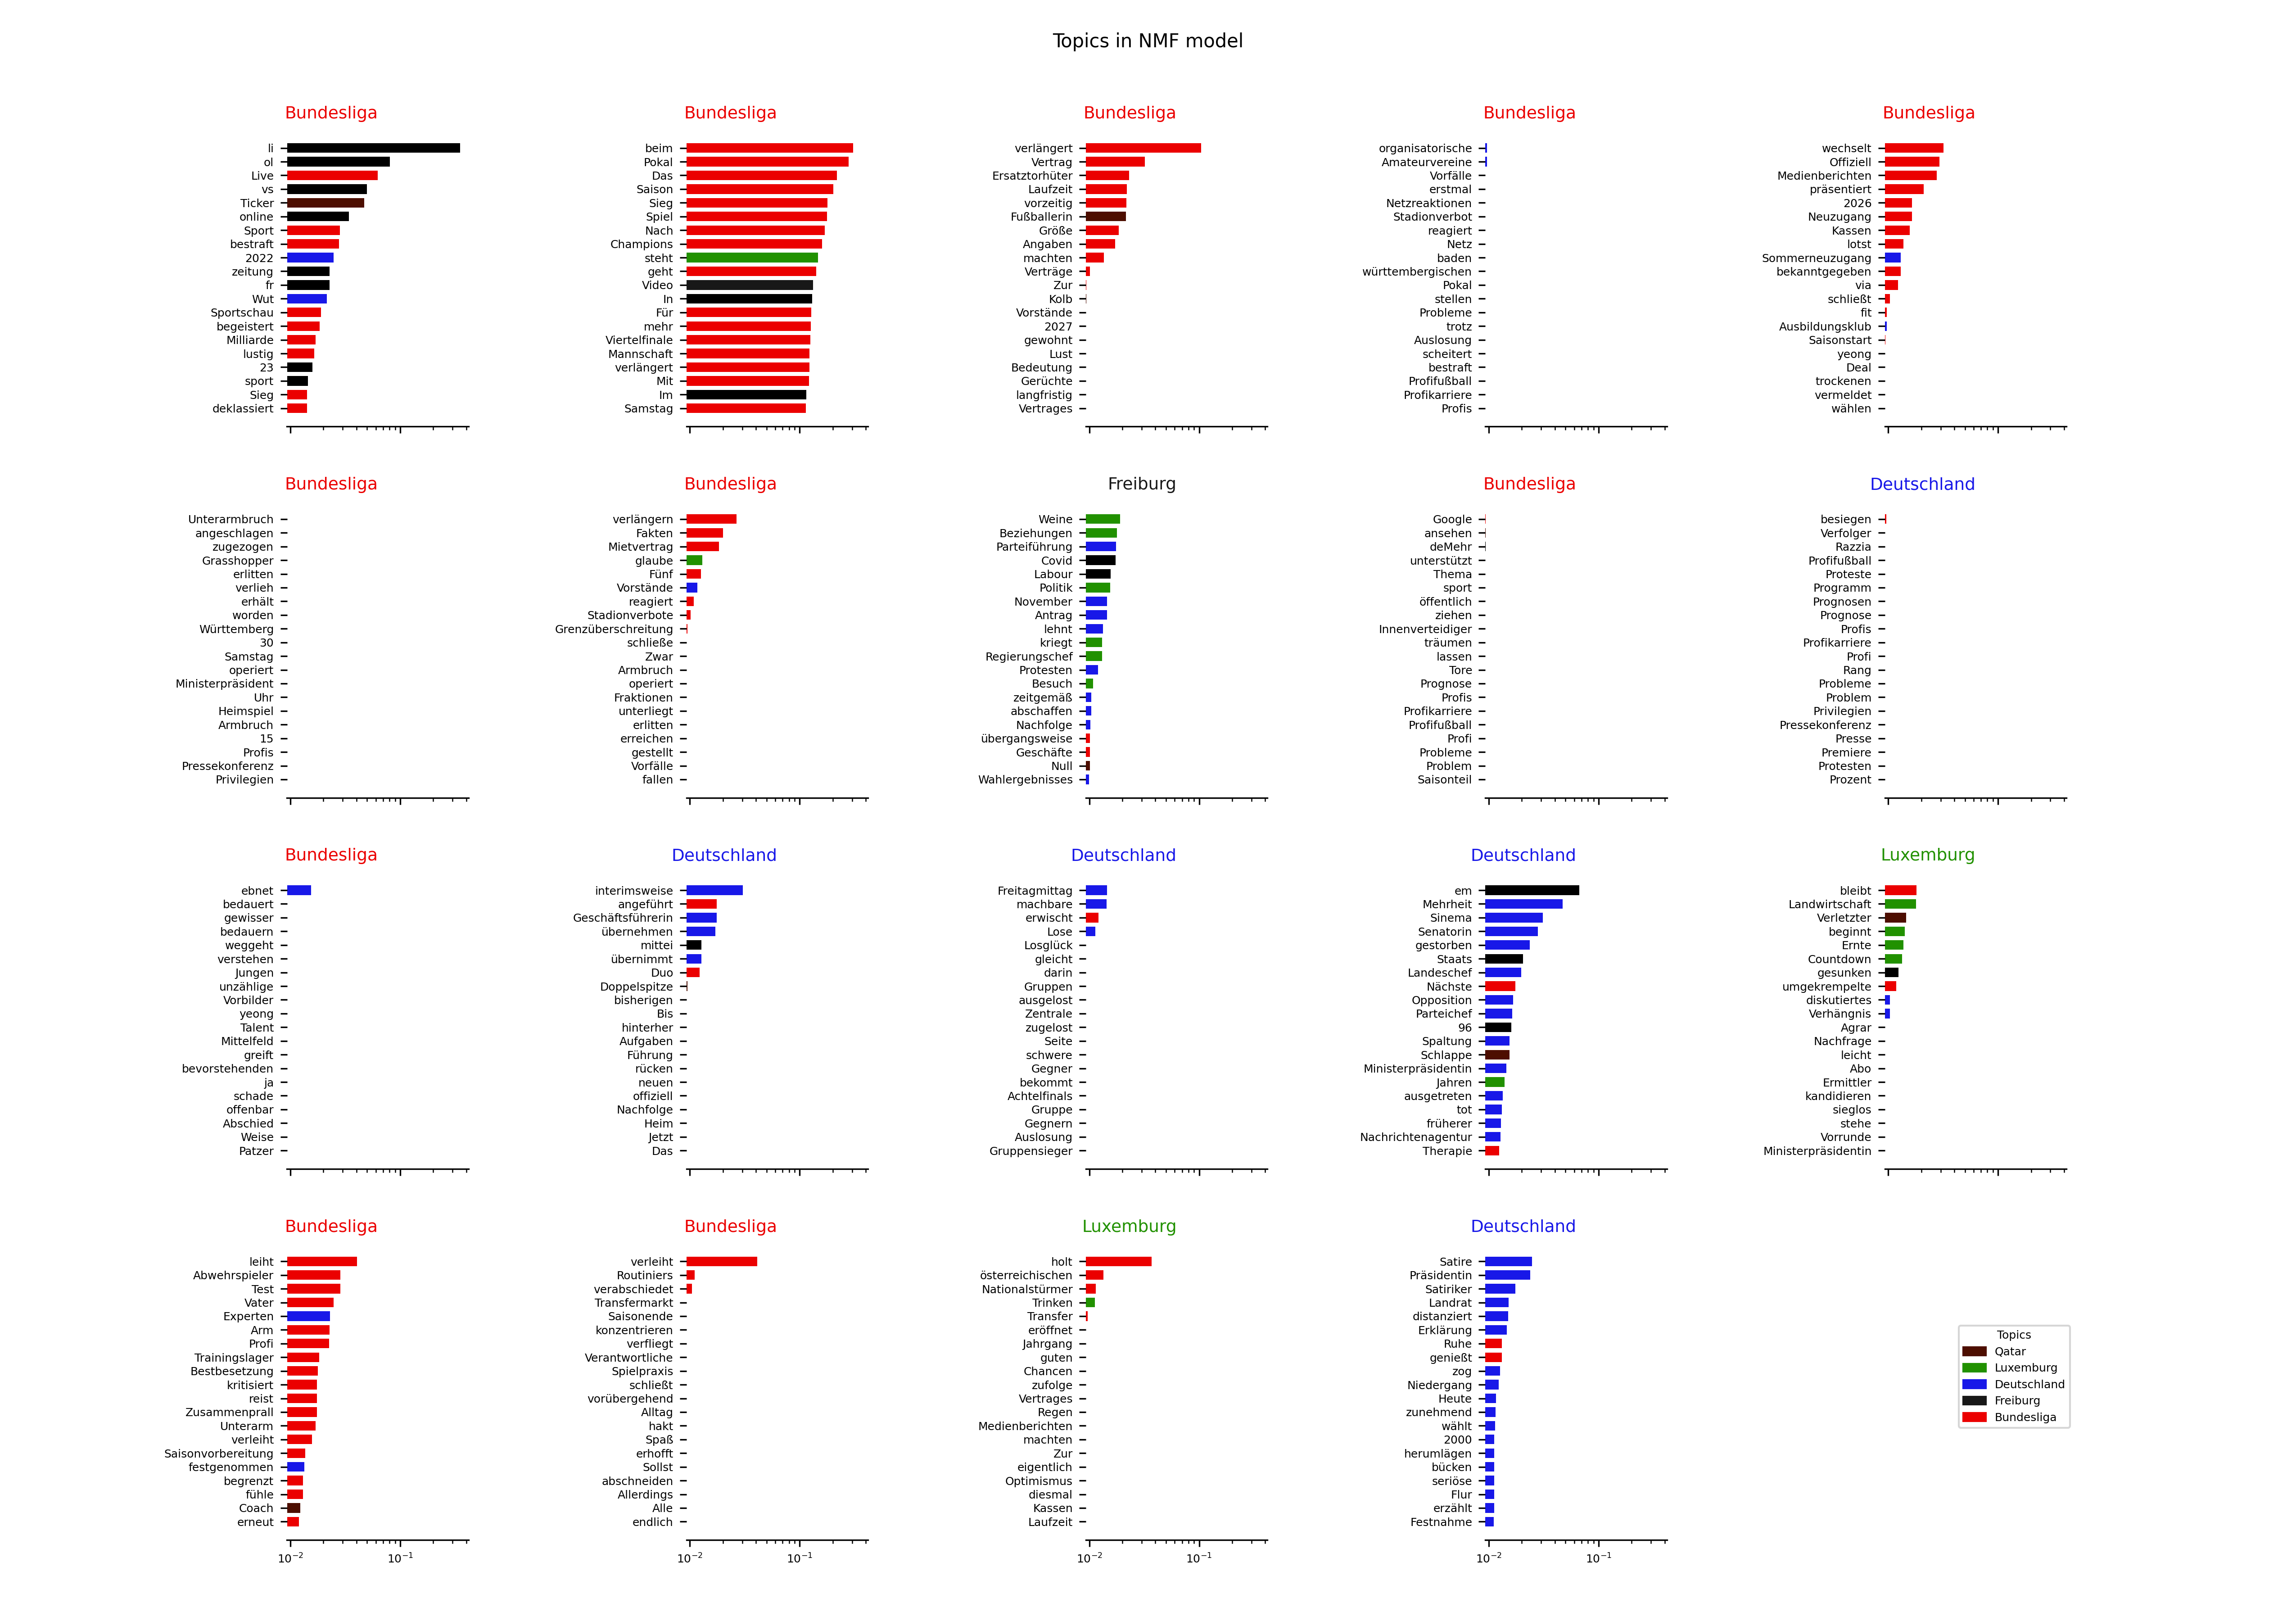 Topics in NMF model
Bundesliga
li
ol
Live
vs
Ticker
online
Sport
bestraft
2022
zeitung
fr
Wut
Sportschau
begeistert
Milliarde
lustig
23
sport
Sieg
deklassiert
Bundesliga
beim
Pokal
Das
Saison
Sieg
Spiel
Nach
Champions
steht
geht
Video
In
Für
mehr
Viertelfinale
Mannschaft
verlängert
Mit
Im
Samstag
Bundesliga
verlängert
Vertrag
Ersatztorhüter
Laufzeit
vorzeitig
Fußballerin
Größe
Angaben
machten
Verträge
Zur
Kolb
Vorstände
2027
gewohnt
Lust
Bedeutung
Gerüchte
langfristig
Vertrages
Bundesliga
organisatorische
Amateurvereine
Vorfälle
erstmal
Netzreaktionen
Stadionverbot
reagiert
Netz
baden
württembergischen
Pokal
stellen
Probleme
trotz
Auslosung
scheitert
bestraft
Profifußball
Profikarriere
Profis
Bundesliga
wechselt
Offiziell
Medienberichten
präsentiert
2026
Neuzugang
Kassen
lotst
Sommerneuzugang
bekanntgegeben
via
schließt
fit
Ausbildungsklub
Saisonstart
yeong
Deal
trockenen
vermeldet
wählen
Bundesliga
Unterarmbruch
angeschlagen
zugezogen
Grasshopper
erlitten
verlieh
erhält
worden
Württemberg
30
Samstag
operiert
Ministerpräsident
Uhr
Heimspiel
Armbruch
15
Profis
Pressekonferenz
Privilegien
Bundesliga
verlängern
Fakten
Mietvertrag
glaube
Fünf
Vorstände
reagiert
Stadionverbote
Grenzüberschreitung
schließe
Zwar
Armbruch
operiert
Fraktionen
unterliegt
erlitten
erreichen
gestellt
Vorfälle
fallen
Freiburg
Weine
Beziehungen
Parteiführung
Covid
Labour
Politik
November
Antrag
lehnt
kriegt
Regierungschef
Protesten
Besuch
zeitgemäß
abschaffen
Nachfolge
übergangsweise
Geschäfte
Null
Wahlergebnisses
Bundesliga
Google
ansehen
deMehr
unterstützt
Thema
sport
öffentlich
ziehen
Innenverteidiger
träumen
lassen
Tore
Prognose
Profis
Profikarriere
Profifußball
Profi
Probleme
Problem
Saisonteil
Deutschland
besiegen
Verfolger
Razzia
Profifußball
Proteste
Programm
Prognosen
Prognose
Profis
Profikarriere
Profi
Rang
Probleme
Problem
Privilegien
Pressekonferenz
Presse
Premiere
Protesten
Prozent
Bundesliga
ebnet
bedauert
gewisser
bedauern
weggeht
verstehen
Jungen
unzählige
Vorbilder
yeong
Talent
Mittelfeld
greift
bevorstehenden
ja
schade
offenbar
Abschied
Weise
Patzer
Deutschland
interimsweise
angeführt
Geschäftsführerin
übernehmen
mittei
übernimmt
Duo
Doppelspitze
bisherigen
Bis
hinterher
Aufgaben
Führung
rücken
neuen
offiziell
Nachfolge
Heim
Jetzt
Das
Deutschland
Freitagmittag
machbare
erwischt
Lose
Losglück
gleicht
darin
Gruppen
ausgelost
Zentrale
zugelost
Seite
schwere
Gegner
bekommt
Achtelfinals
Gruppe
Gegnern
Auslosung
Gruppensieger
Deutschland
em
Mehrheit
Sinema
Senatorin
gestorben
Staats
Landeschef
Nächste
Opposition
Parteichef
96
Spaltung
Schlappe
Ministerpräsidentin
Jahren
ausgetreten
tot
früherer
Nachrichtenagentur
Therapie
Luxemburg
bleibt
Landwirtschaft
Verletzter
beginnt
Ernte
Countdown
gesunken
umgekrempelte
diskutiertes
Verhängnis
Agrar
Nachfrage
leicht
Abo
Ermittler
kandidieren
sieglos
stehe
Vorrunde
Ministerpräsidentin
Bundesliga
leiht
Abwehrspieler
Test
Vater
Experten
Arm
Profi
Trainingslager
Bestbesetzung
kritisiert
reist
Zusammenprall
Unterarm
verleiht
Saisonvorbereitung
festgenommen
begrenzt
fühle
Coach
erneut
10⁻² 10⁻¹
Bundesliga
verleiht
Routiniers
verabschiedet
Transfermarkt
Saisonende
konzentrieren
verfliegt
Verantwortliche
Spielpraxis
schließt
vorübergehend
Alltag
hakt
Spaß
erhofft
Sollst
abschneiden
Allerdings
Alle
endlich
10⁻² 10⁻¹
Luxemburg
holt
österreichischen
Nationalstürmer
Trinken
Transfer
eröffnet
Jahrgang
guten
Chancen
zufolge
Vertrages
Regen
Medienberichten
machten
Zur
eigentlich
Optimismus
diesmal
Kassen
Laufzeit
10⁻² 10⁻¹
Deutschland
Satire
Präsidentin
Satiriker
Landrat
distanziert
Erklärung
Ruhe
genießt
zog
Niedergang
Heute
zunehmend
wählt
2000
herumlägen
bücken
seriöse
Flur
erzählt
Festnahme
10⁻² 10⁻¹
Topics
Qatar
Luxemburg
Deutschland
Freiburg
Bundesliga